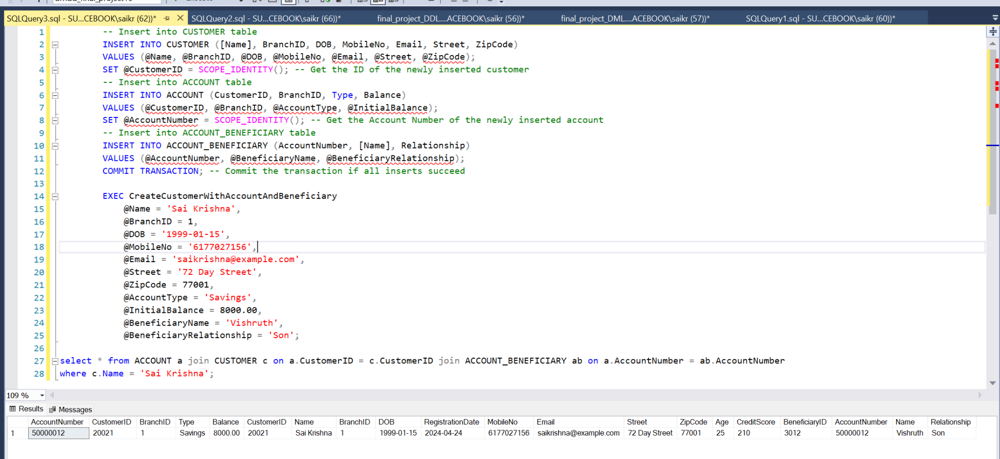 SQLQuery3.sql - SU...CEBOOK\saikr (62))* SQLQuery2.sql - SU...CEBOOK\saikr (66))* final_project_DDL....ACEBOOK\saikr (56))* final_project_DML....ACEBOOK\saikr (57))* SQLQuery1.sql - SU...CEBOOK\saikr (60))*
1 -- Insert into CUSTOMER table
2 INSERT INTO CUSTOMER ([Name], BranchID, DOB, MobileNo, Email, Street, ZipCode)
3 VALUES (@Name, @BranchID, @DOB, @MobileNo, @Email, @Street, @ZipCode);
4 SET @CustomerID = SCOPE_IDENTITY(); -- Get the ID of the newly inserted customer
5 -- Insert into ACCOUNT table
6 INSERT INTO ACCOUNT (CustomerID, BranchID, Type, Balance)
7 VALUES (@CustomerID, @BranchID, @AccountType, @InitialBalance);
8 SET @AccountNumber = SCOPE_IDENTITY(); -- Get the Account Number of the newly inserted account
9 -- Insert into ACCOUNT_BENEFICIARY table
10 INSERT INTO ACCOUNT_BENEFICIARY (AccountNumber, [Name], Relationship)
11 VALUES (@AccountNumber, @BeneficiaryName, @BeneficiaryRelationship);
12 COMMIT TRANSACTION; -- Commit the transaction if all inserts succeed
13
14 EXEC CreateCustomerWithAccountAndBeneficiary
15 @Name = 'Sai Krishna',
16 @BranchID = 1,
17 @DOB = '1999-01-15',
18 @MobileNo = '6177027156',
19 @Email = 'saikrishna@example.com',
20 @Street = '72 Day Street',
21 @ZipCode = 77001,
22 @AccountType = 'Savings',
23 @InitialBalance = 8000.00,
24 @BeneficiaryName = 'Vishruth',
25 @BeneficiaryRelationship = 'Son';
26
27 select * from ACCOUNT a join CUSTOMER c on a.CustomerID = c.CustomerID join ACCOUNT_BENEFICIARY ab on a.AccountNumber = ab.AccountNumber
28 where c.Name = 'Sai Krishna';
109 %
Results Messages
AccountNumber CustomerID BranchID Type Balance CustomerID Name BranchID DOB RegistrationDate MobileNo Email Street ZipCode Age CreditScore BeneficiaryID AccountNumber Name Relationship
1 50000012 20021 1 Savings 8000.00 20021 Sai Krishna 1 1999-01-15 2024-04-24 6177027156 saikrishna@example.com 72 Day Street 77001 25 210 3012 50000012 Vishruth Son